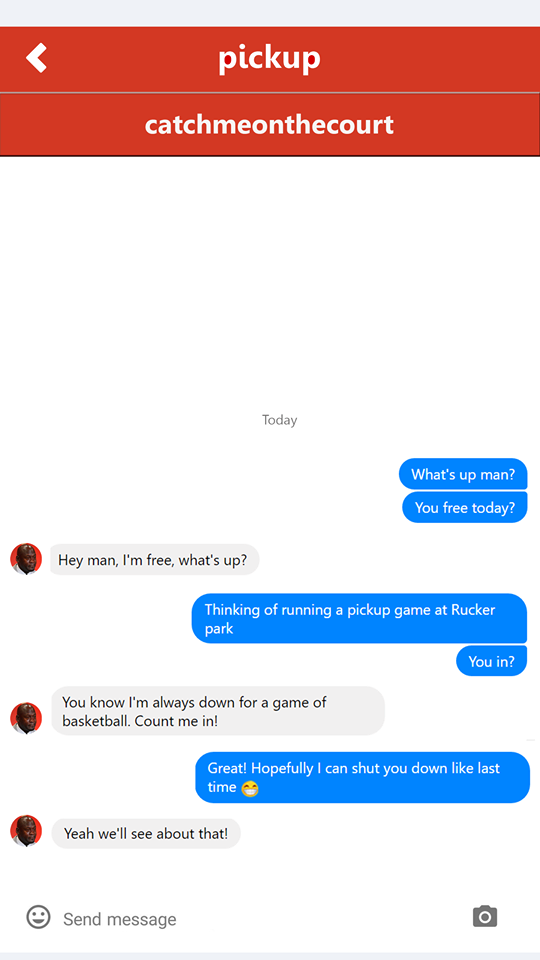 pickup
catchmeonthecourt
Today
What's up man?
You free today?
Hey man, I'm free, what's up?
Thinking of running a pickup game at Rucker
park
You in?
You know I'm always down for a game of
basketball. Count me in!
Great! Hopefully I can shut you down like last
time 😁
Yeah we'll see about that!
Send message